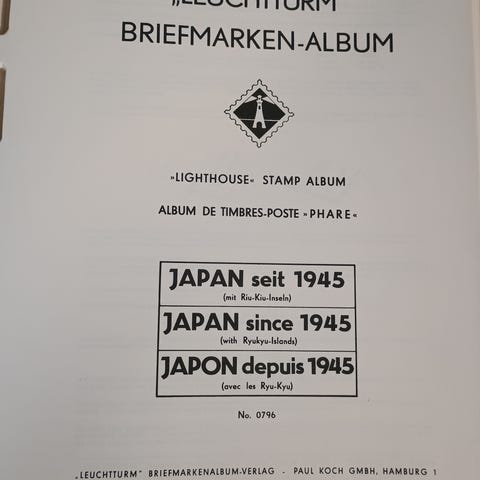 „LEUCHTTURM
BRIEFMARKEN-ALBUM
»LIGHTHOUSE« STAMP ALBUM
ALBUM DE TIMBRES-POSTE »PHARE«
JAPAN seit 1945
(mit Riu-Kiu-Inseln)
JAPAN since 1945
(with Ryukyu-Islands)
JAPON depuis 1945
(avec les Ryu-Kyu)
No. 0796
„LEUCHTTURM" BRIEFMARKENALBUM-VERLAG - PAUL KOCH GMBH, HAMBURG 1